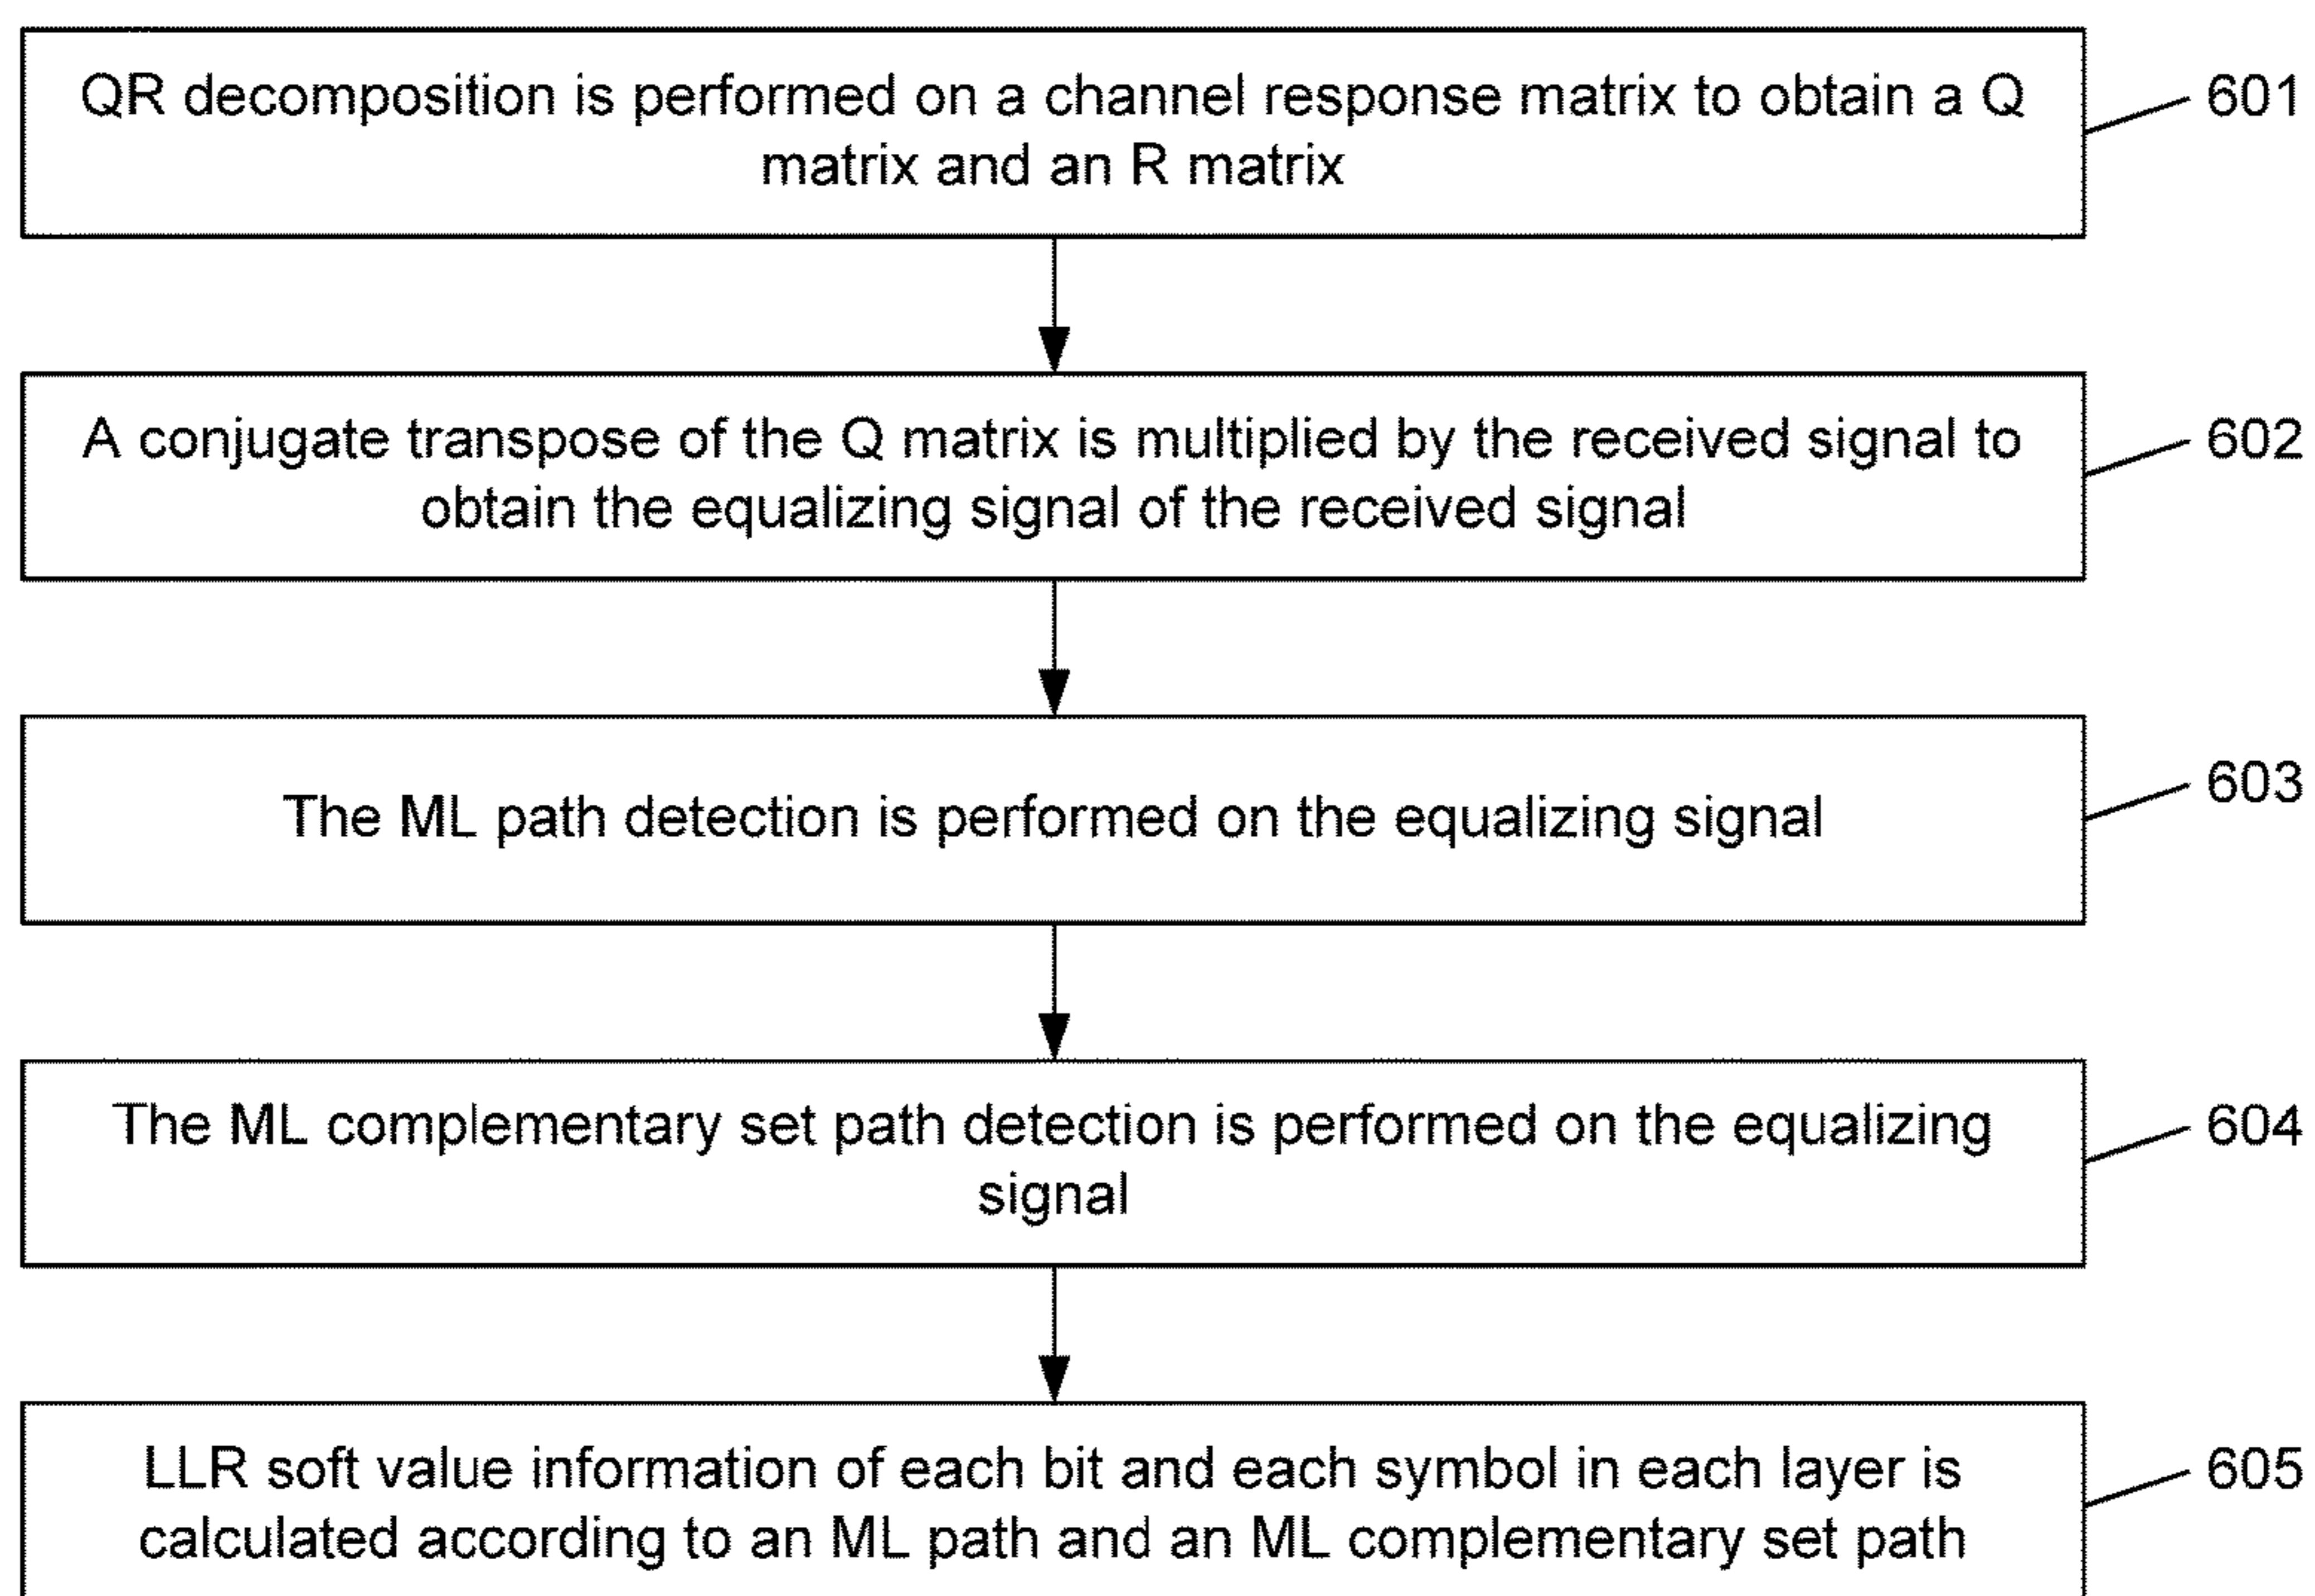 QR decomposition is performed on a channel response matrix to obtain a Q
matrix and an R matrix
601
A conjugate transpose of the Q matrix is multiplied by the received signal to
obtain the equalizing signal of the received signal
602
The ML path detection is performed on the equalizing signal
603
The ML complementary set path detection is performed on the equalizing
signal
604
LLR soft value information of each bit and each symbol in each layer is
calculated according to an ML path and an ML complementary set path
605